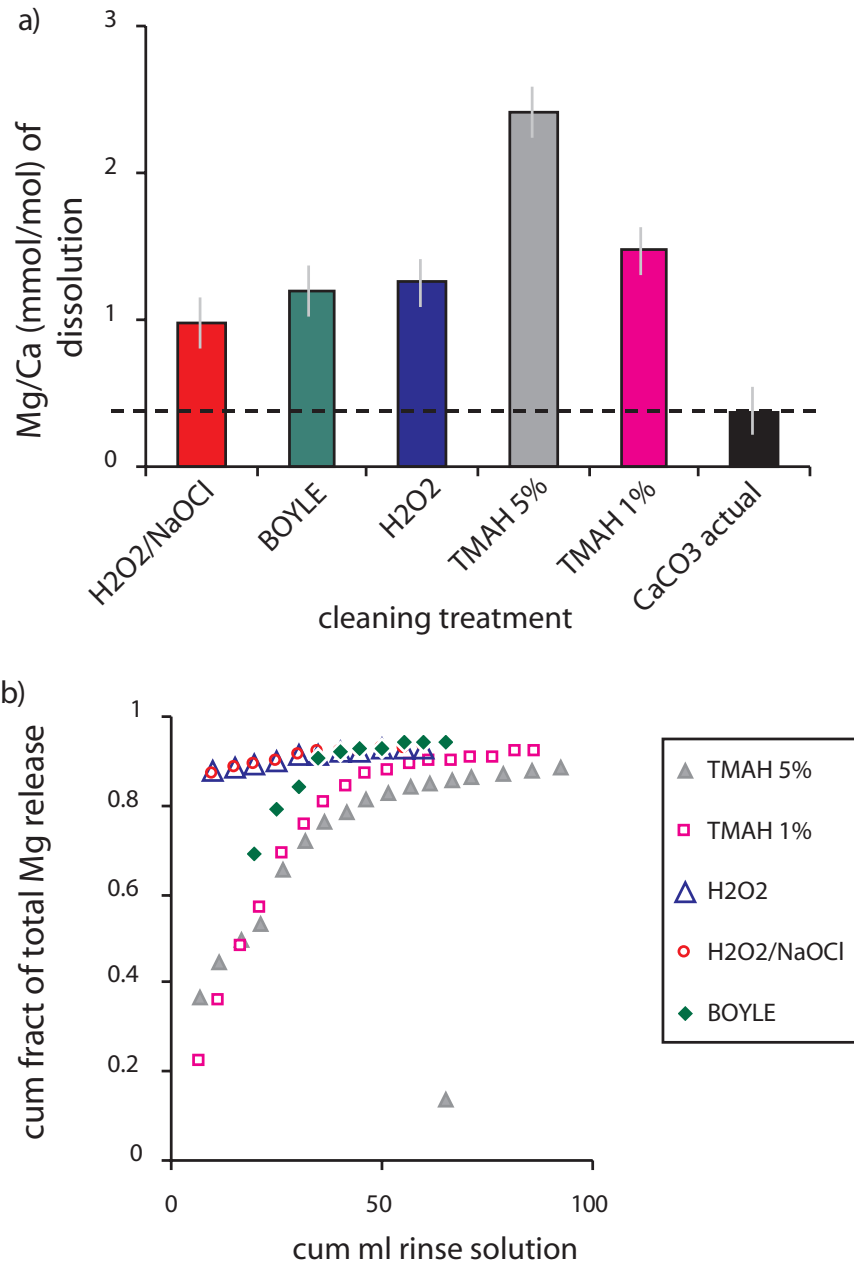 a)
3
2
1
0
Mg/Ca (mmol/mol) of
dissolution
H2O2/NaOCl
BOYLE
H2O2
TMAH 5%
TMAH 1%
CaCO3 actual
cleaning treatment
b)
1
0.8
0.6
0.4
0.2
0
cum fract of total Mg release
0
50
100
cum ml rinse solution
TMAH 5%
TMAH 1%
H2O2
H2O2/NaOCl
BOYLE